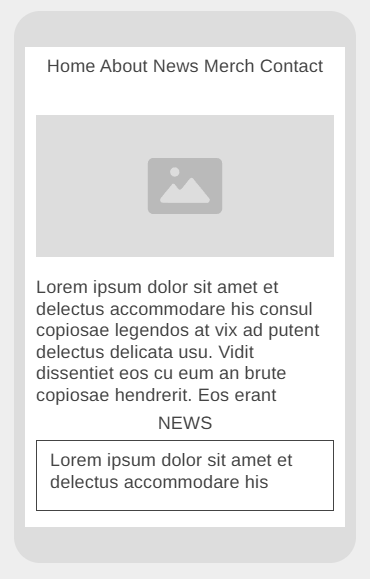 Home About News Merch Contact
Lorem ipsum dolor sit amet et
delectus accommodare his consul
copiosae legendos at vix ad putent
delectus delicata usu. Vidit
dissentiet eos cu eum an brute
copiosae hendrerit. Eos erant
NEWS
Lorem ipsum dolor sit amet et
delectus accommodare his